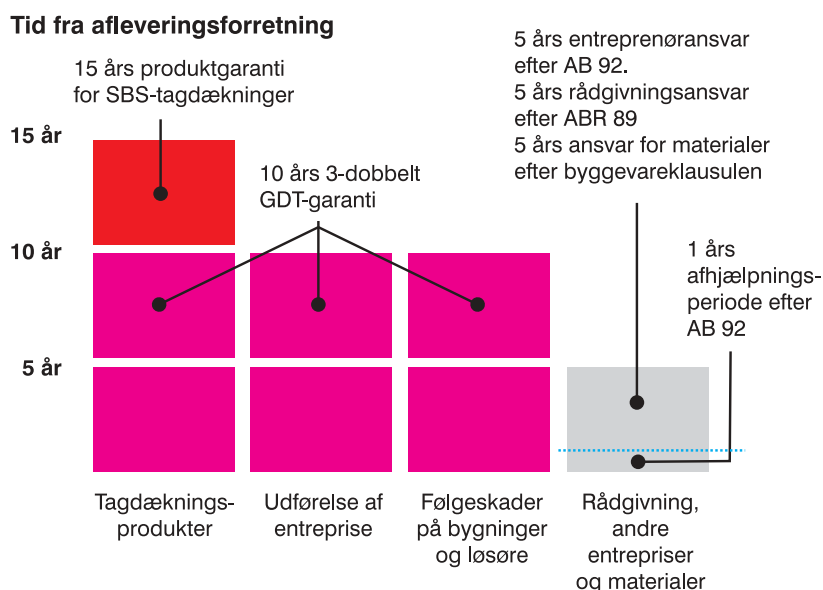 Tid fra afleveringsforretning
15 års produktgaranti
for SBS-tagdækninger
5 års entreprenøransvar
efter AB 92.
5 års rådgivningsansvar
efter ABR 89
5 års ansvar for materialer
efter byggevareklausulen
15 år
10 års 3-dobbelt
GDT-garanti
10 år
1 års
afhjælpnings-
periode efter
AB 92
5 år
Tagdæknings-
produkter
Udførelse af
entreprise
Følgeskader
på bygninger
og løsøre
Rådgivning,
andre
entrepriser
og materialer